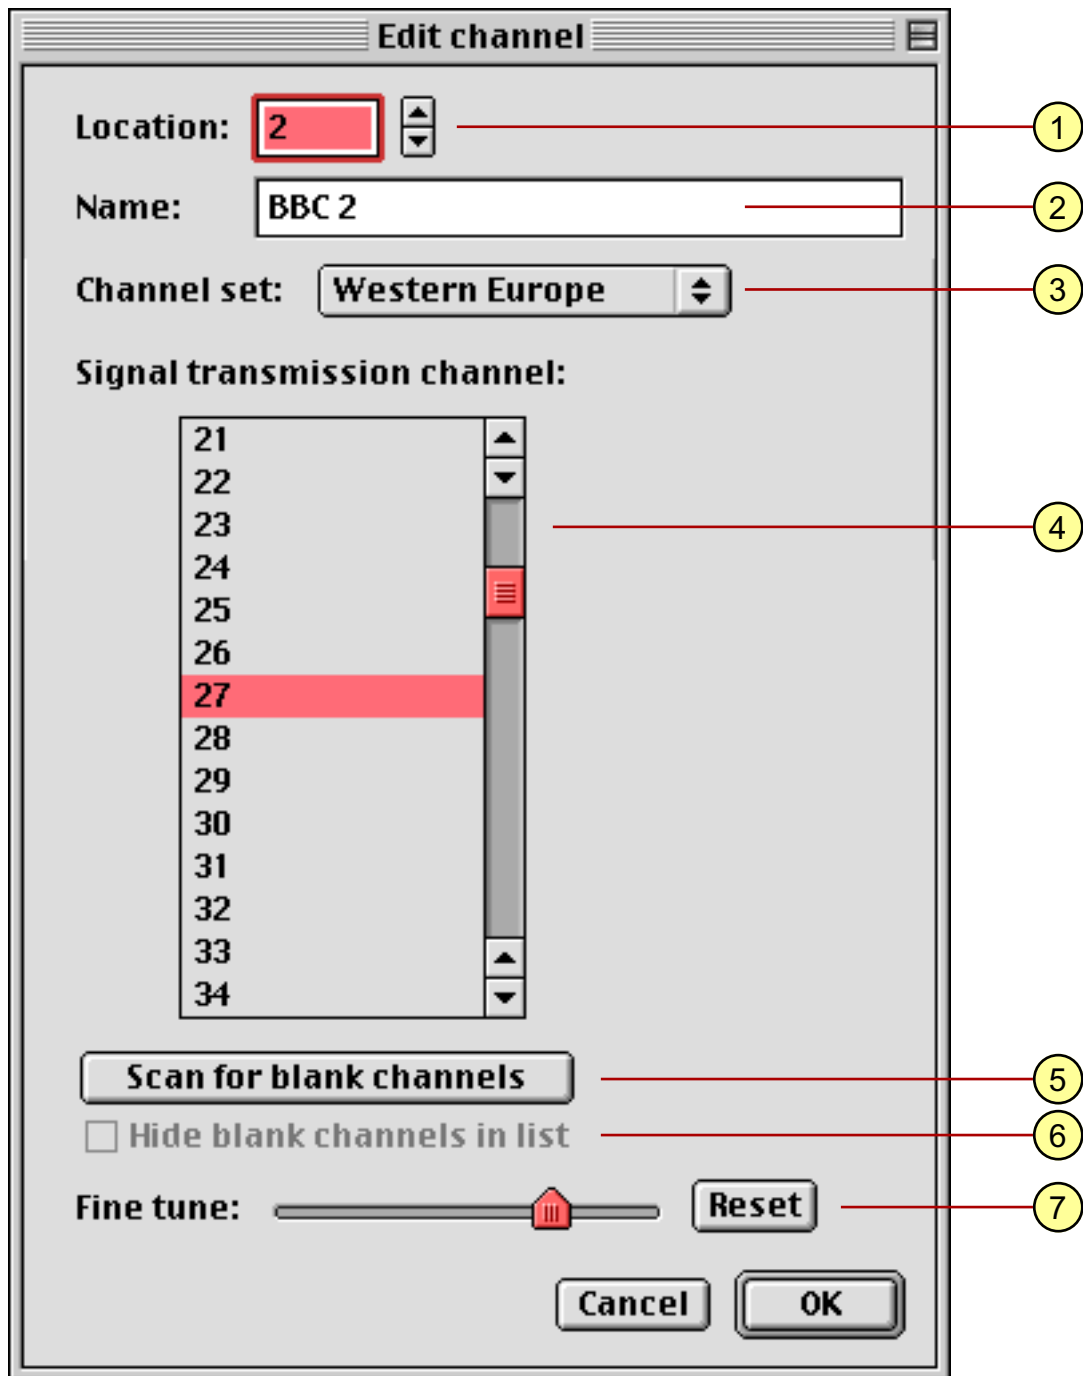 Edit channel
Location: 2 1
Name: BBC 2 2
Channel set: Western Europe 3
Signal transmission channel:
21
22
23 4
24
25
26
27
28
29
30
31
32
33
34
Scan for blank channels 5
Hide blank channels in list 6
Fine tune: Reset 7
Cancel OK